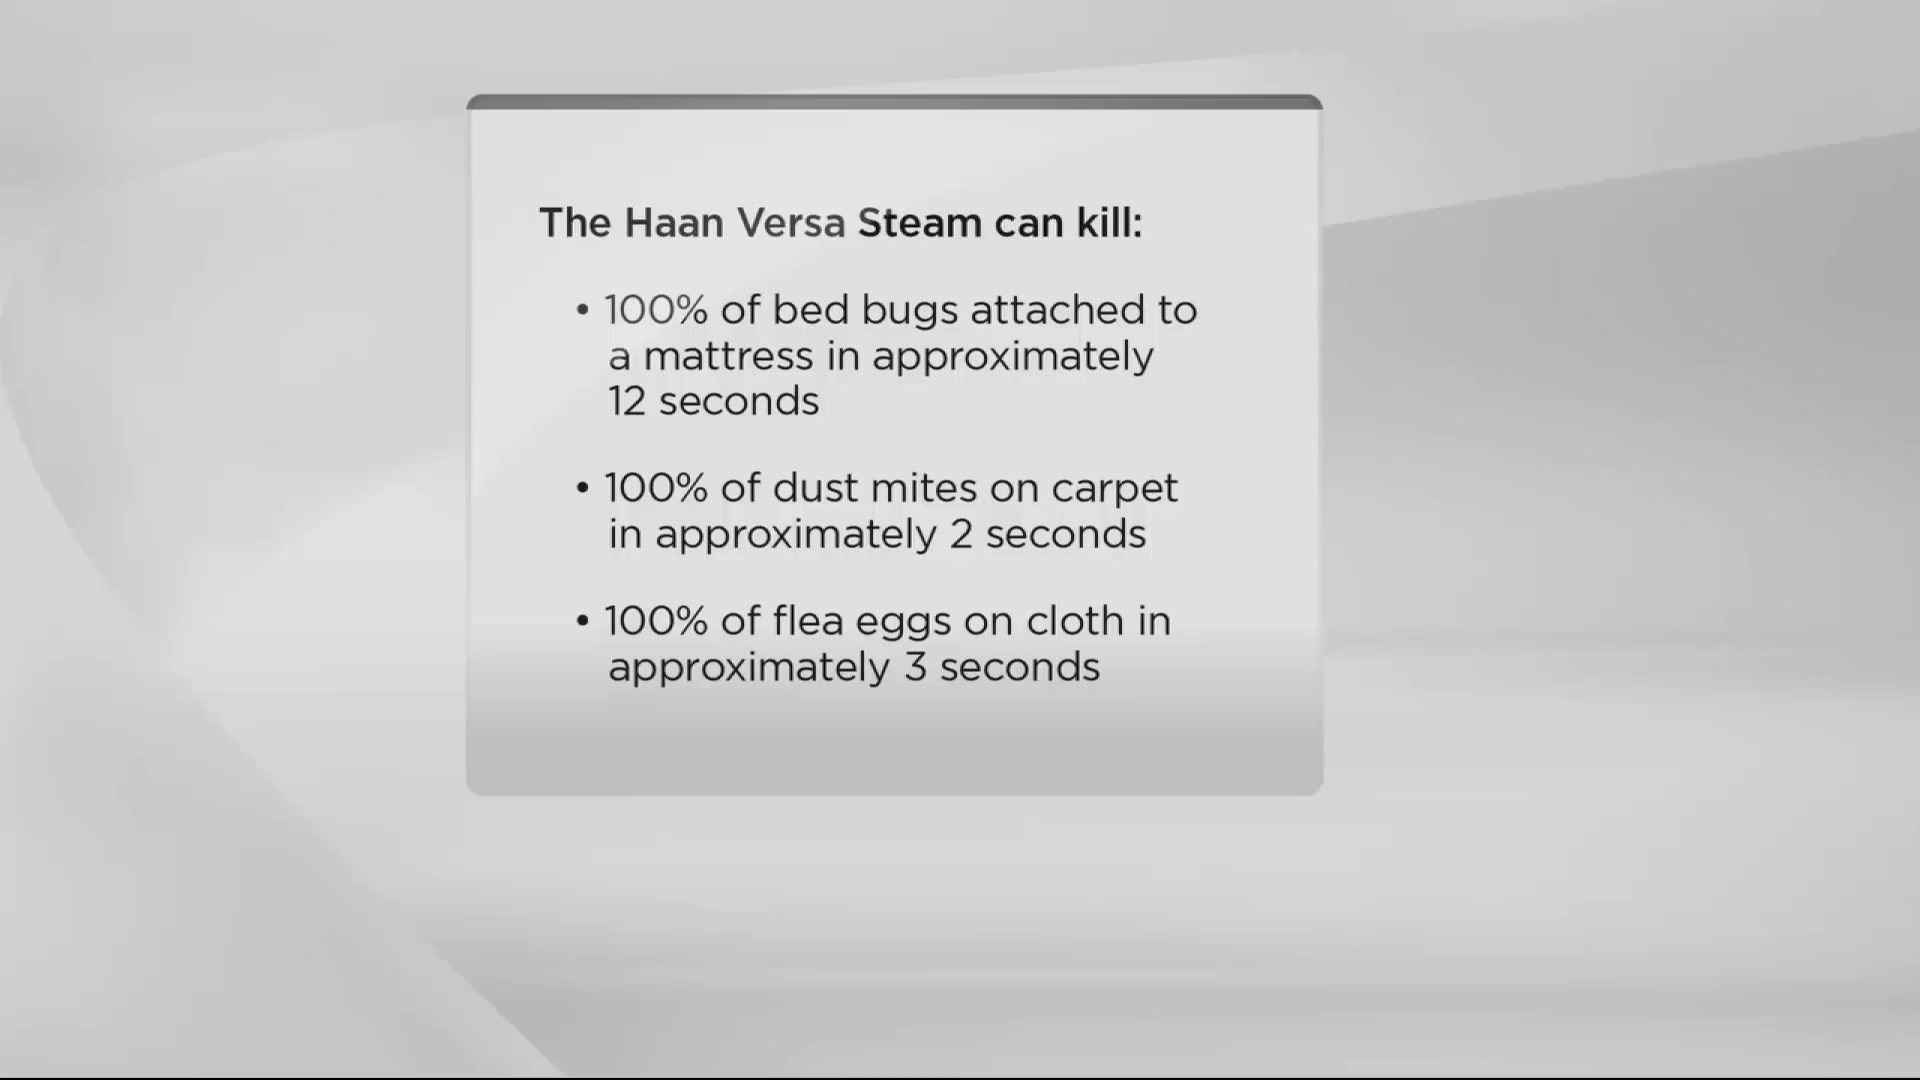 The Haan Versa Steam can kill:
• 100% of bed bugs attached to
a mattress in approximately
12 seconds
• 100% of dust mites on carpet
in approximately 2 seconds
• 100% of flea eggs on cloth in
approximately 3 seconds